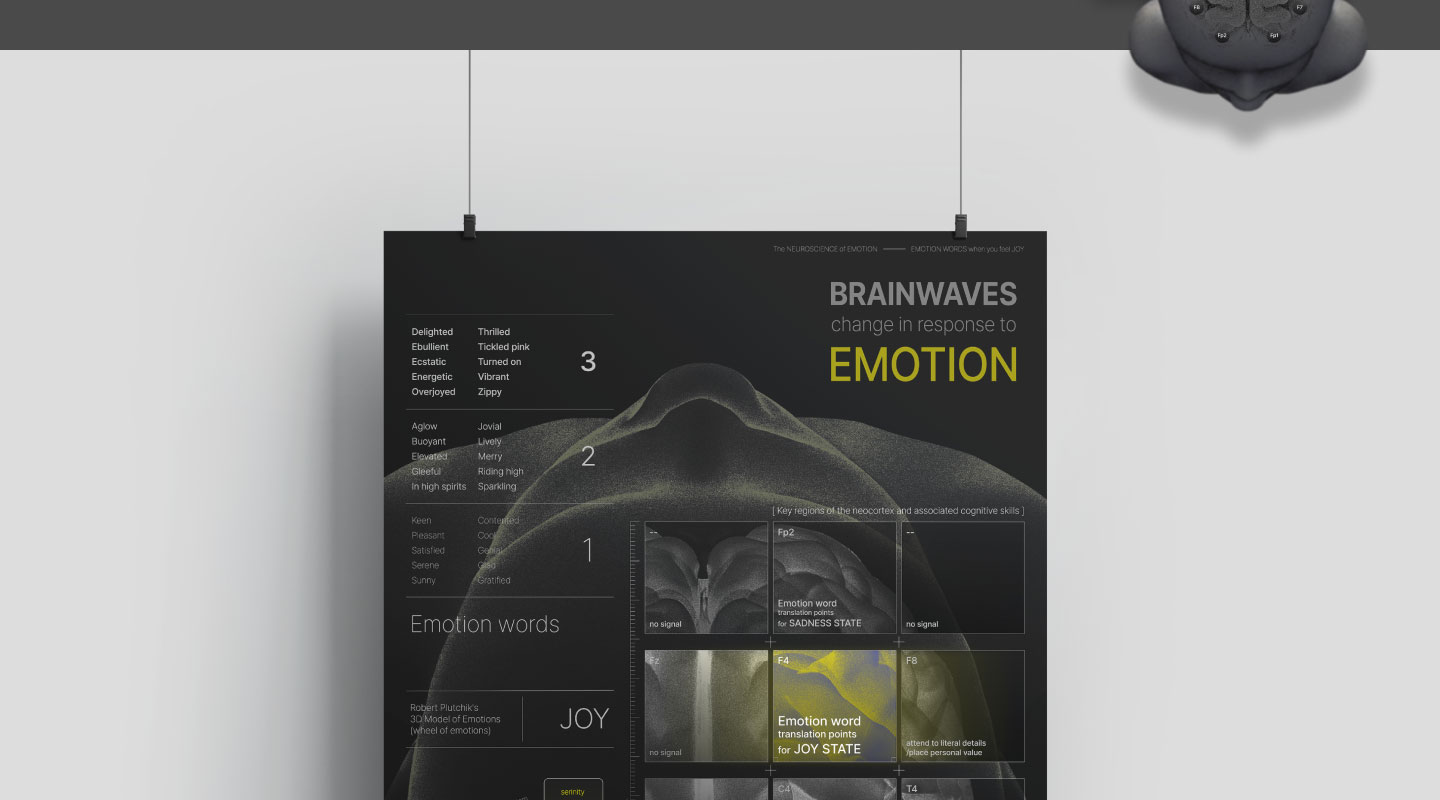 F8
F7
Fp2
Fp1
The NEUROSCIENCE of EMOTION
EMOTION WORDS when you feel JOY
BRAINWAVES
change in response to
EMOTION
Delighted Thrilled
Ebullient Tickled pink
Ecstatic Turned on
Energetic Vibrant
Overjoyed Zippy
3
Aglow Jovial
Buoyant Lively
Elevated Merry
Gleeful Riding high
In high spirits Sparkling
2
Keen Contented
Pleasant Cool
Satisfied Genial
Serene Glad
Sunny Gratified
1
Emotion words
Robert Plutchik's
3D Model of Emotions
[wheel of emotions]
JOY
serinity
[ Key regions of the neocortex and associated cognitive skills ]
--
no signal
Fp2
Emotion word
translation points
for SADNESS STATE
--
no signal
Fz
no signal
F4
Emotion word
translation points
for JOY STATE
F8
attend to literal details
/place personal value
C4
T4